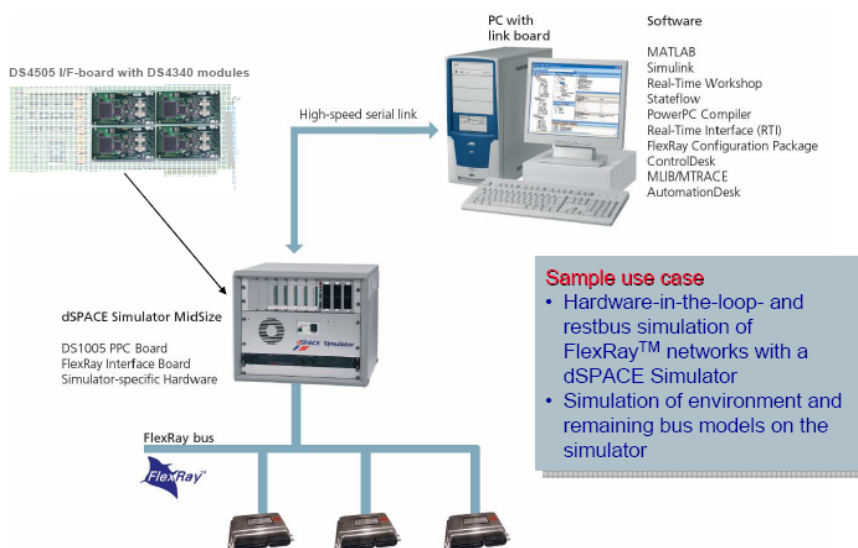 DS4505 I/F-board with DS4340 modules
High-speed serial link
PC with
link board
Software
MATLAB
Simulink
Real-Time Workshop
Stateflow
PowerPC Compiler
Real-Time Interface (RTI)
FlexRay Configuration Package
ControlDesk
MLIB/MTRACE
AutomationDesk
dSPACE Simulator MidSize
DS1005 PPC Board
FlexRay Interface Board
Simulator-specific Hardware
dSPACE Simulator
Sample use case
• Hardware-in-the-loop- and
restbus simulation of
FlexRay™ networks with a
dSPACE Simulator
• Simulation of environment and
remaining bus models on the
simulator
FlexRay bus
FlexRay™